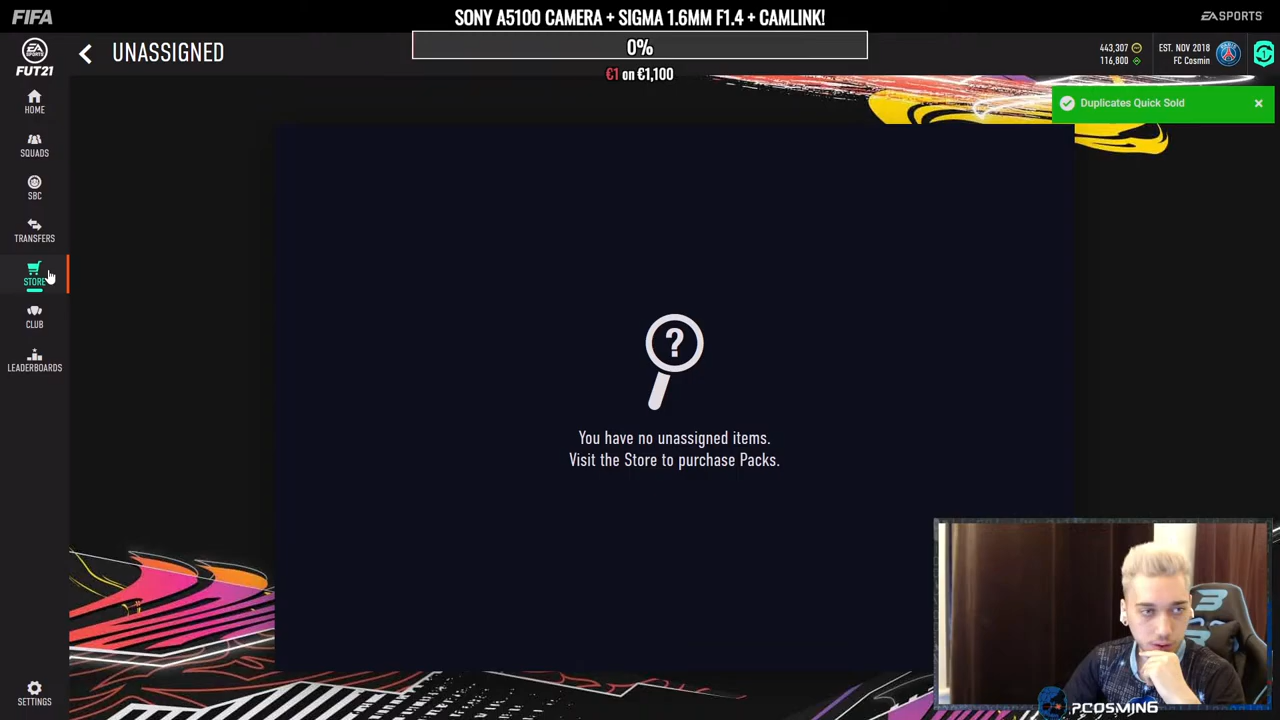 FIFA
SONY A5100 CAMERA + SIGMA 1.6MM F1.4 + CAMLINK!
EA SPORTS
EA SPORTS
FUT21
UNASSIGNED
0%
€1 on €1,100
443,307
116,800
EST. NOV 2018
FC Cosmin
Duplicates Quick Sold
HOME
SQUADS
SBC
TRANSFERS
STORE
CLUB
LEADERBOARDS
SETTINGS
?
You have no unassigned items.
Visit the Store to purchase Packs.
PCOSMIN6